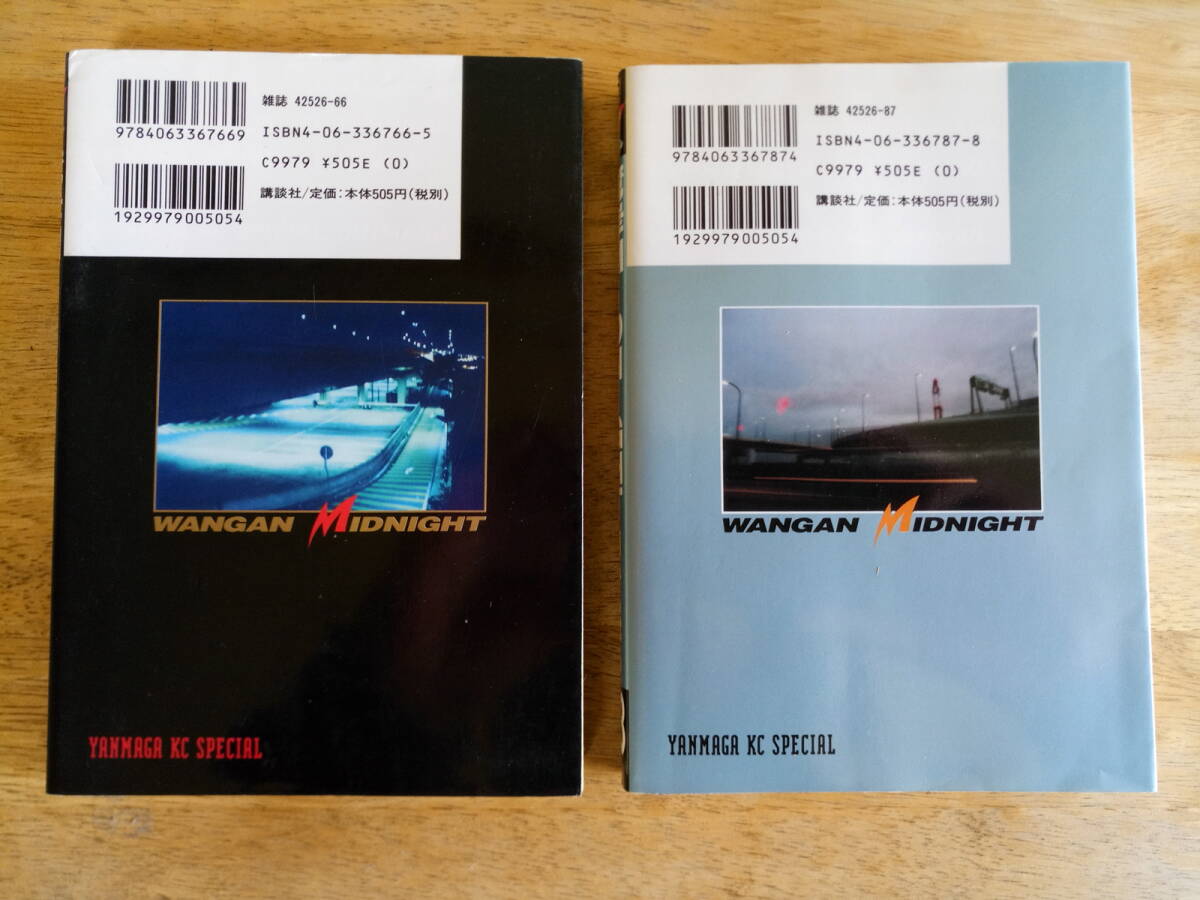 9784063367669
1929979005054
雑誌 42526-66
ISBN4-06-336766-5
C9979 ¥505E (0)
講談社/定価:本体505円(税別)
WANGAN MIDNIGHT
YANMAGA KC SPECIAL
9784063367874
1929979005054
雑誌 42526-87
ISBN4-06-336787-8
C9979 ¥505E (0)
講談社/定価:本体505円(税別)
WANGAN MIDNIGHT
YANMAGA KC SPECIAL